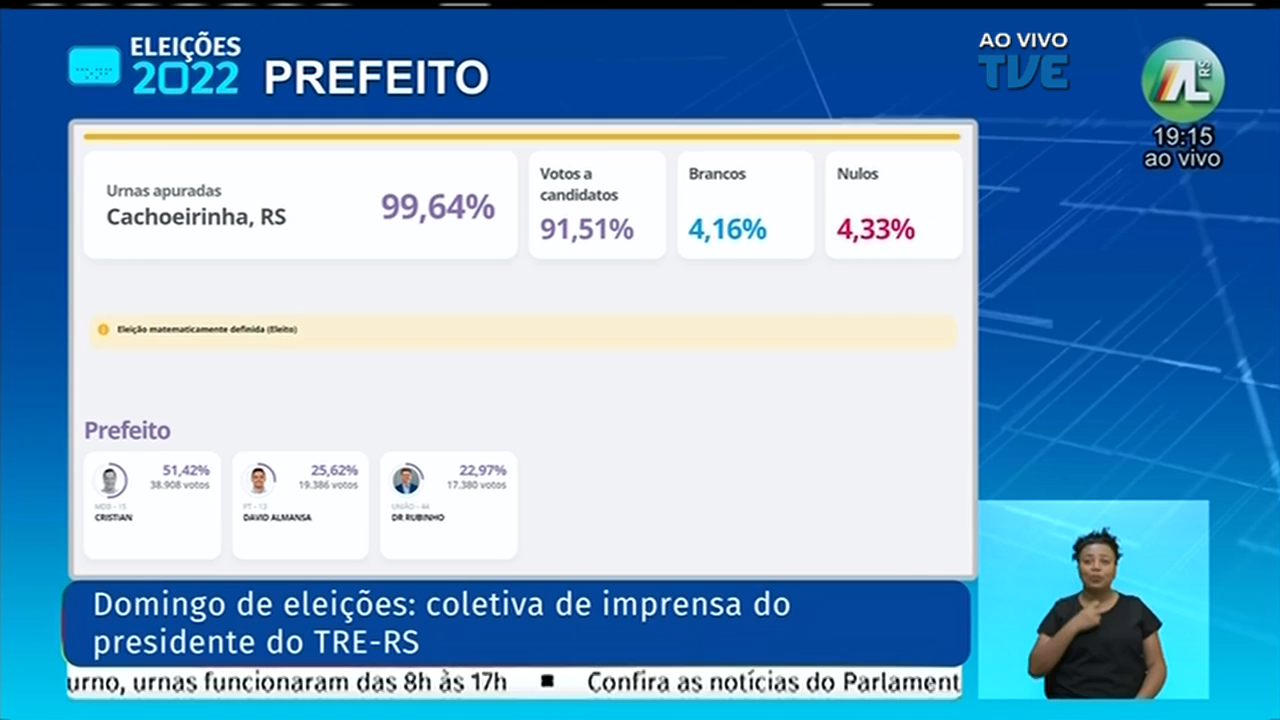 ELEIÇÕES
2022
PREFEITO
AO VIVO
TVE
AL
RS
19:15
ao vivo
Urnas apuradas
Cachoeirinha, RS
99,64%
Votos a
candidatos
91,51%
Brancos
4,16%
Nulos
4,33%
Eleição matematicamente definida (Eleito)
Prefeito
51,42%
38.908 votos
MDB - 15
CRISTIAN
25,62%
19.386 votos
PT - 13
DAVID ALMANSA
22,97%
17.380 votos
UNIÃO - 44
DR RUBINHO
Domingo de eleições: coletiva de imprensa do
presidente do TRE-RS
urno, urnas funcionaram das 8h às 17h ■ Confira as notícias do Parlament